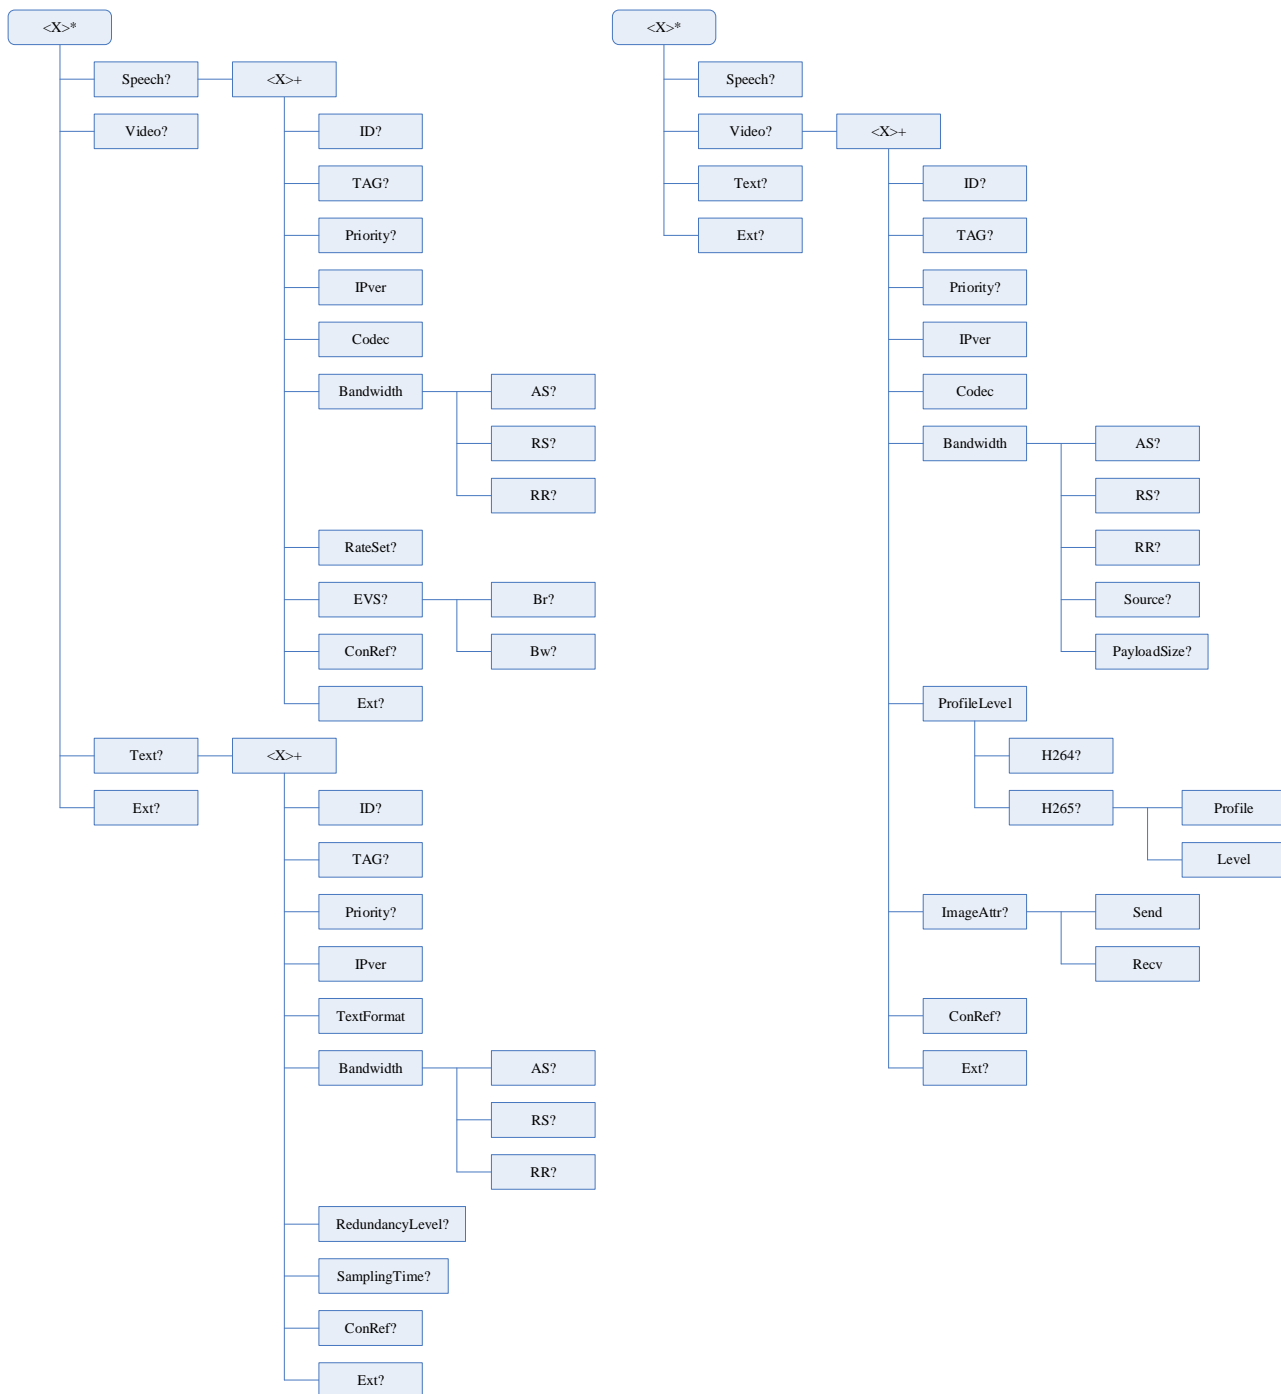 <X>*
Speech?
<X>+
Video?
ID?
TAG?
Priority?
IPver
Codec
Bandwidth
AS?
RS?
RR?
RateSet?
EVS?
Br?
Bw?
ConRef?
Ext?
Text?
<X>+
Ext?
ID?
TAG?
Priority?
IPver
TextFormat
Bandwidth
AS?
RS?
RR?
RedundancyLevel?
SamplingTime?
ConRef?
Ext?
<X>*
Speech?
Video?
<X>+
Text?
Ext?
ID?
TAG?
Priority?
IPver
Codec
Bandwidth
AS?
RS?
RR?
Source?
PayloadSize?
ProfileLevel
H264?
H265?
Profile
Level
ImageAttr?
Send
Recv
ConRef?
Ext?